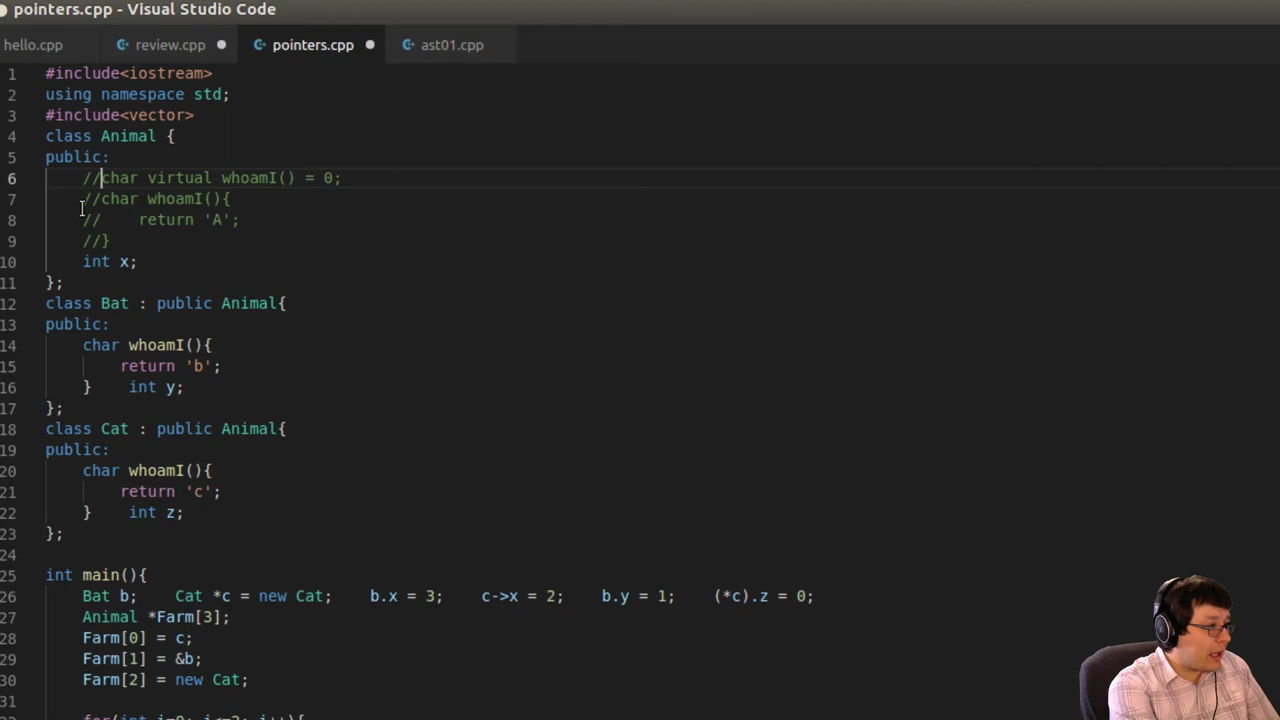 pointers.cpp - Visual Studio Code
hello.cpp review.cpp pointers.cpp ast01.cpp
1 #include<iostream>
2 using namespace std;
3 #include<vector>
4 class Animal {
5 public:
6 //char virtual whoamI() = 0;
7 //char whoamI(){
8 // return 'A';
9 //}
10 int x;
11 };
12 class Bat : public Animal{
13 public:
14 char whoamI(){
15 return 'b';
16 } int y;
17 };
18 class Cat : public Animal{
19 public:
20 char whoamI(){
21 return 'c';
22 } int z;
23 };
24
25 int main(){
26 Bat b; Cat *c = new Cat; b.x = 3; c->x = 2; b.y = 1; (*c).z = 0;
27 Animal *Farm[3];
28 Farm[0] = c;
29 Farm[1] = &b;
30 Farm[2] = new Cat;
31
for(int i=0; i<=2; i++){